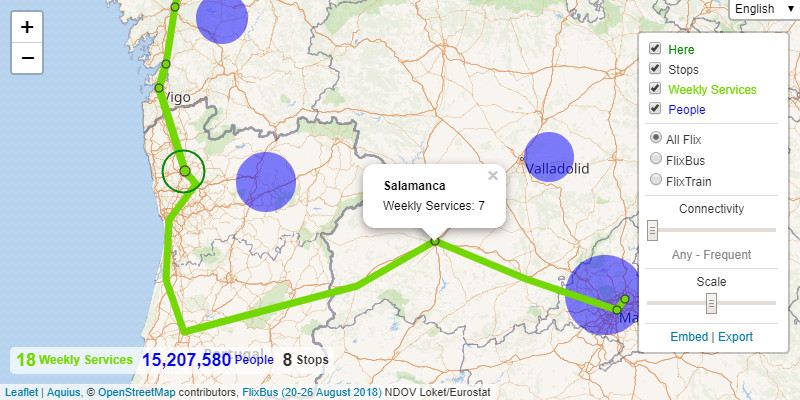 +
−
English ▼
Here
Stops
Weekly Services
People
All Flix
FlixBus
FlixTrain
Connectivity
Any - Frequent
Scale
Embed | Export
Vigo
Valladolid
×
Salamanca
Weekly Services: 7
Ma
18 Weekly Services 15,207,580 People 8 Stops
Leaflet | Aquius, © OpenStreetMap contributors, FlixBus (20-26 August 2018) NDOV Loket/Eurostat